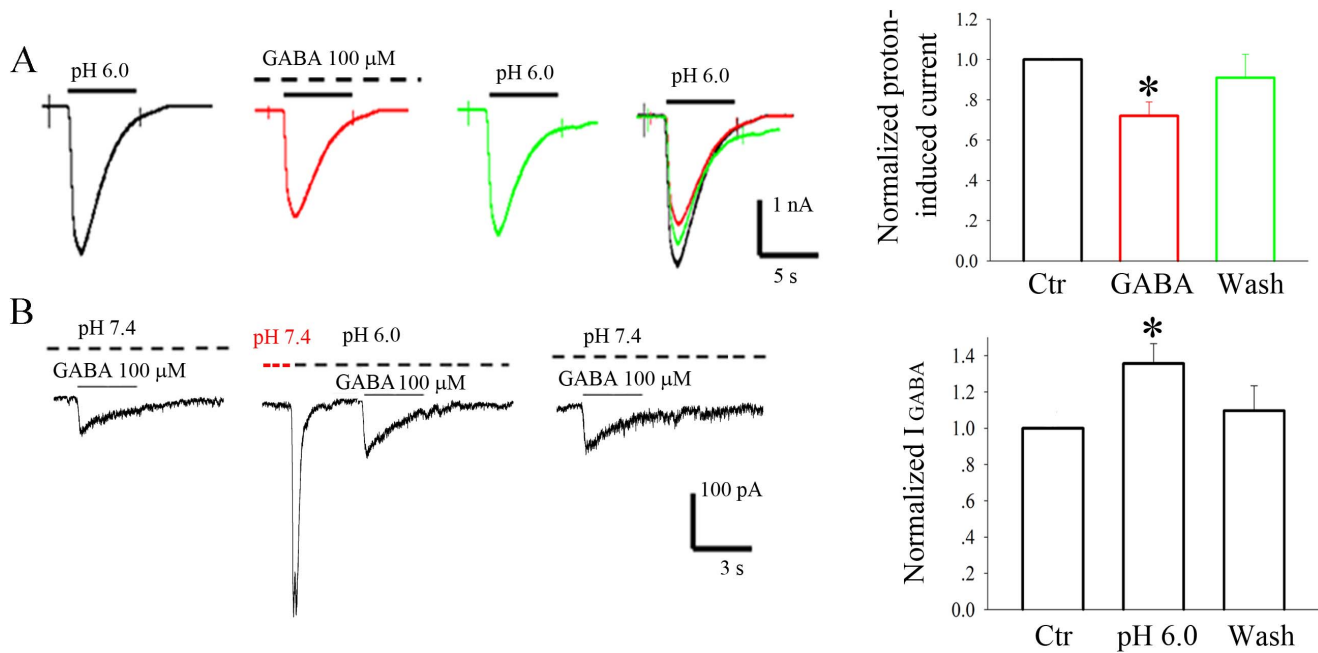 A
pH 6.0
GABA 100 μM
pH 6.0
pH 6.0
1 nA
5 s
Normalized proton-
induced current
1.2
1.0
.8
.6
.4
.2
0.0
*
Ctr
GABA
Wash
B
pH 7.4
GABA 100 μM
pH 7.4
pH 6.0
GABA 100 μM
pH 7.4
GABA 100 μM
100 pA
3 s
Normalized I GABA
1.4
1.2
1.0
.8
.6
.4
.2
0.0
*
Ctr
pH 6.0
Wash